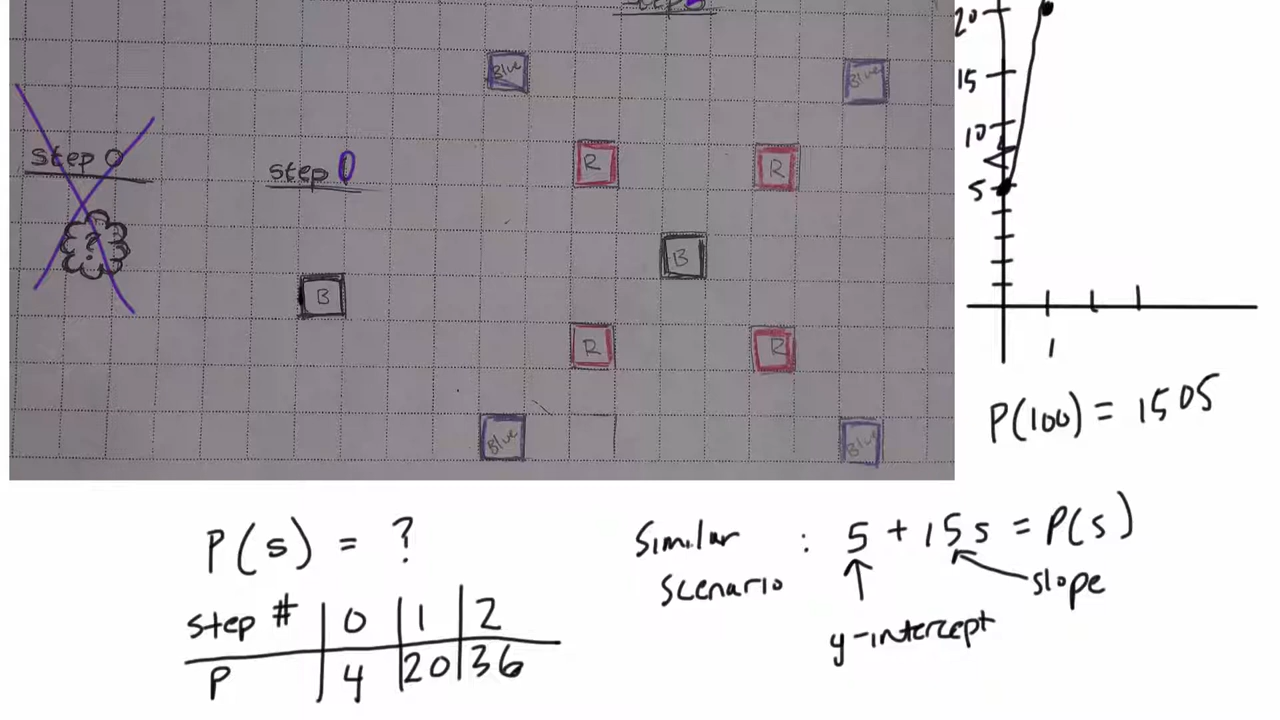 step
20
Blue
Blue
15
10
step 0
step 0
R
R
5
?
B
B
R
R
1
Blue
Blue
P(100) = 1505
P(s) = ?
Similar scenario : 5 + 15s = P(s)
y-intercept
slope
step # 0 1 2
P 4 20 36